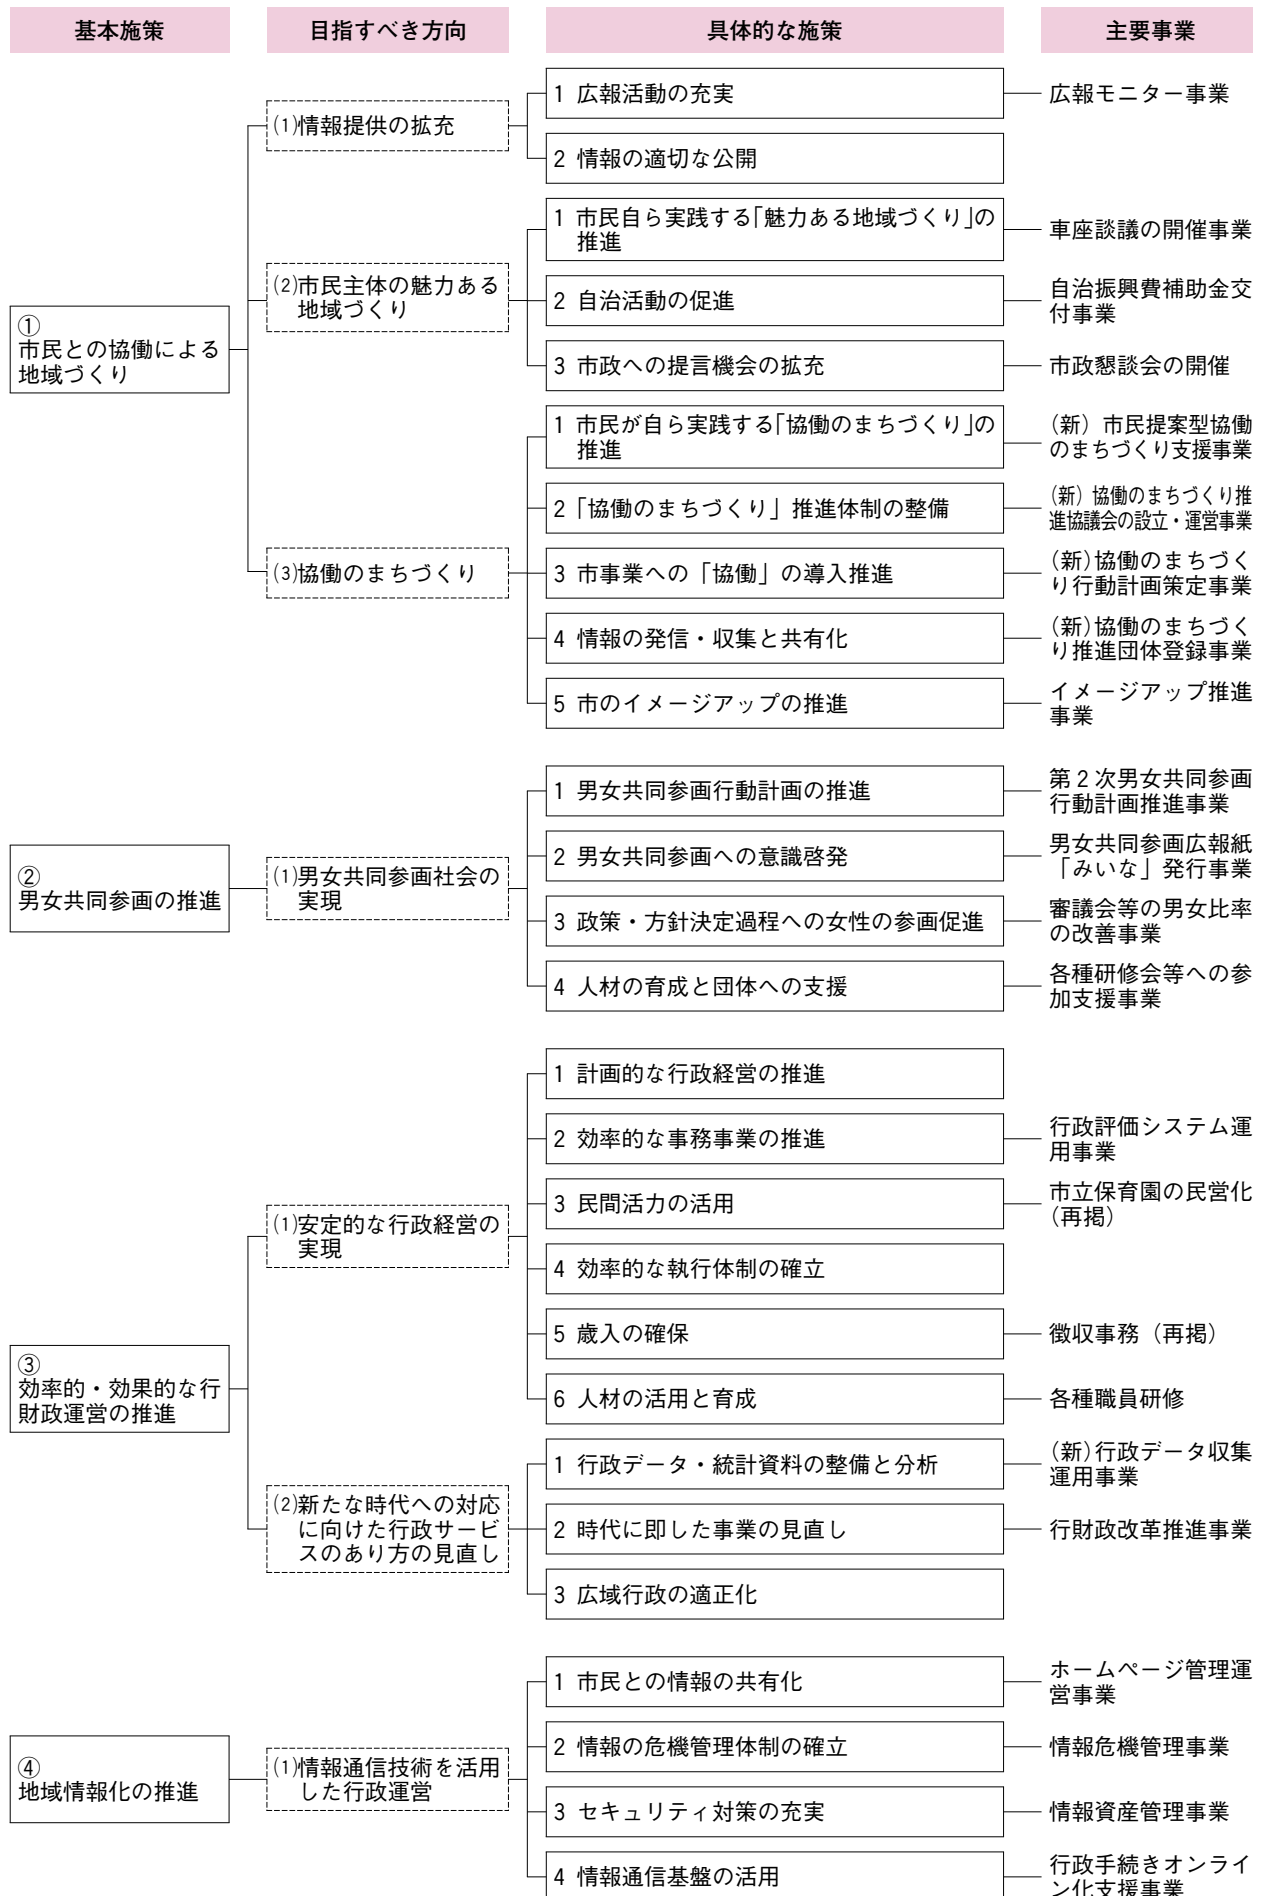 基本施策
目指すべき方向
具体的な施策
主要事業
①
市民との協働による
地域づくり
⑴情報提供の拡充
1 広報活動の充実
広報モニター事業
2 情報の適切な公開
⑵市民主体の魅力ある
地域づくり
1 市民自ら実践する「魅力ある地域づくり」の
推進
車座談議の開催事業
2 自治活動の促進
自治振興費補助金交
付事業
3 市政への提言機会の拡充
市政懇談会の開催
⑶協働のまちづくり
1 市民が自ら実践する「協働のまちづくり」の
推進
（新）市民提案型協働
のまちづくり支援事業
2「協働のまちづくり」推進体制の整備
（新）協働のまちづくり推
進協議会の設立・運営事業
3 市事業への「協働」の導入推進
（新）協働のまちづく
り行動計画策定事業
4 情報の発信・収集と共有化
（新）協働のまちづく
り推進団体登録事業
5 市のイメージアップの推進
イメージアップ推進
事業
②
男女共同参画の推進
⑴男女共同参画社会の
実現
1 男女共同参画行動計画の推進
第2次男女共同参画
行動計画推進事業
2 男女共同参画への意識啓発
男女共同参画広報紙
「みいな」発行事業
3 政策・方針決定過程への女性の参画促進
審議会等の男女比率
の改善事業
4 人材の育成と団体への支援
各種研修会等への参
加支援事業
③
効率的・効果的な行
財政運営の推進
⑴安定的な行政経営の
実現
1 計画的な行政経営の推進
2 効率的な事務事業の推進
行政評価システム運
用事業
3 民間活力の活用
市立保育園の民営化
（再掲）
4 効率的な執行体制の確立
5 歳入の確保
徴収事務（再掲）
6 人材の活用と育成
各種職員研修
⑵新たな時代への対応
に向けた行政サービ
スのあり方の見直し
1 行政データ・統計資料の整備と分析
（新）行政データ収集
運用事業
2 時代に即した事業の見直し
行財政改革推進事業
3 広域行政の適正化
④
地域情報化の推進
⑴情報通信技術を活用
した行政運営
1 市民との情報の共有化
ホームページ管理運
営事業
2 情報の危機管理体制の確立
情報危機管理事業
3 セキュリティ対策の充実
情報資産管理事業
4 情報通信基盤の活用
行政手続きオンライ
ン化支援事業